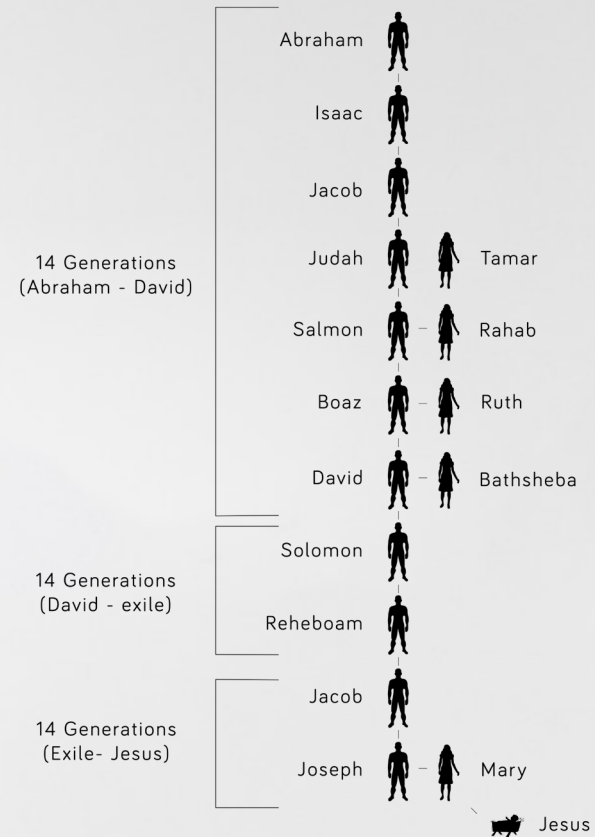 Abraham
Isaac
Jacob
14 Generations
(Abraham - David)
Judah Tamar
Salmon Rahab
Boaz Ruth
David Bathsheba
Solomon
14 Generations
(David - exile)
Reheboam
Jacob
14 Generations
(Exile- Jesus)
Joseph Mary
Jesus